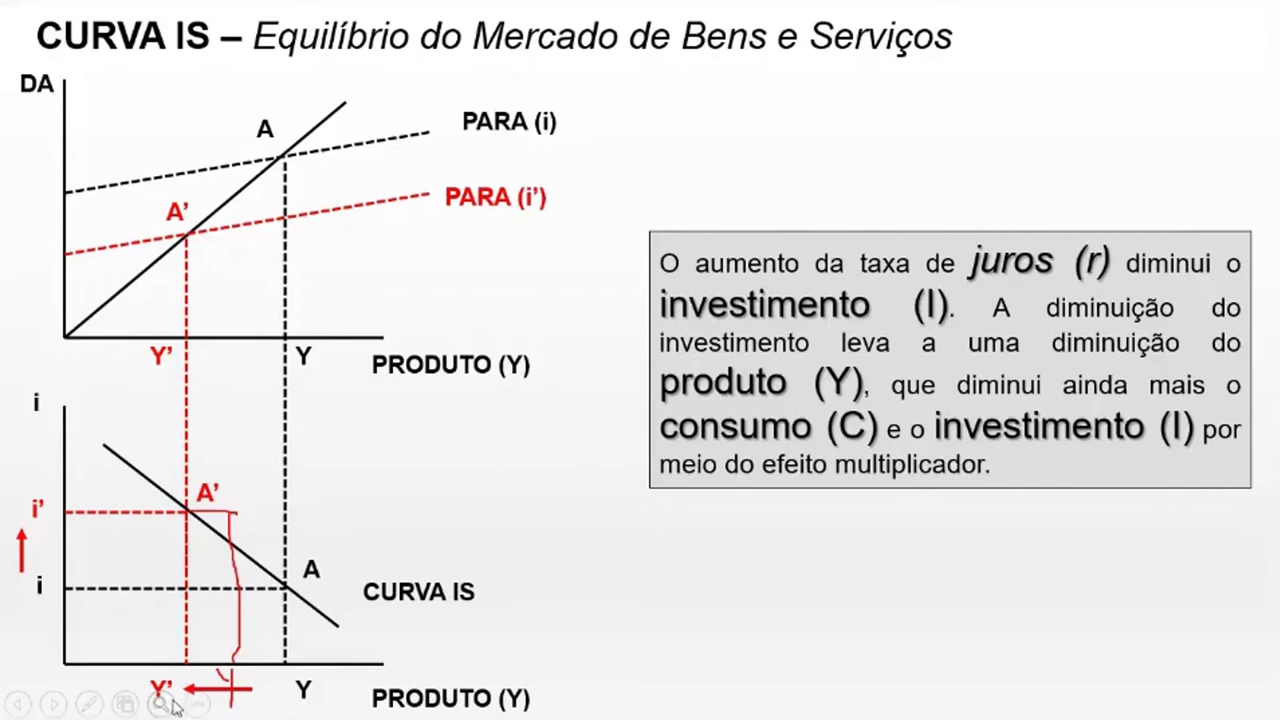 CURVA IS – Equilíbrio do Mercado de Bens e Serviços
DA
A
PARA (i)
A’
PARA (i’)
Y’
Y
PRODUTO (Y)
i
A’
i’
A
i
CURVA IS
Y’
Y
PRODUTO (Y)
O aumento da taxa de juros (r) diminui o
investimento (I). A diminuição do
investimento leva a uma diminuição do
produto (Y), que diminui ainda mais o
consumo (C) e o investimento (I) por
meio do efeito multiplicador.